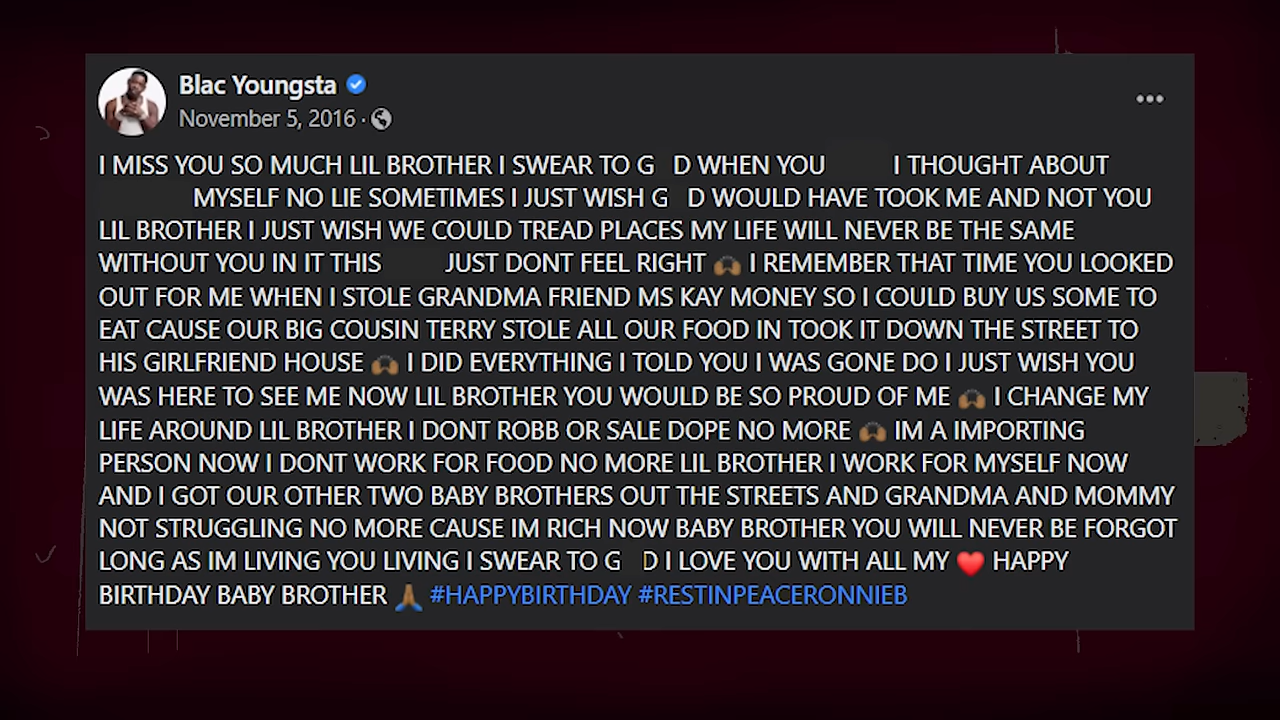 Blac Youngsta
November 5, 2016 ·
I MISS YOU SO MUCH LIL BROTHER I SWEAR TO G D WHEN YOU I THOUGHT ABOUT
MYSELF NO LIE SOMETIMES I JUST WISH G D WOULD HAVE TOOK ME AND NOT YOU
LIL BROTHER I JUST WISH WE COULD TREAD PLACES MY LIFE WILL NEVER BE THE SAME
WITHOUT YOU IN IT THIS JUST DONT FEEL RIGHT 🙌🏾 I REMEMBER THAT TIME YOU LOOKED
OUT FOR ME WHEN I STOLE GRANDMA FRIEND MS KAY MONEY SO I COULD BUY US SOME TO
EAT CAUSE OUR BIG COUSIN TERRY STOLE ALL OUR FOOD IN TOOK IT DOWN THE STREET TO
HIS GIRLFRIEND HOUSE 🙌🏾 I DID EVERYTHING I TOLD YOU I WAS GONE DO I JUST WISH YOU
WAS HERE TO SEE ME NOW LIL BROTHER YOU WOULD BE SO PROUD OF ME 🙌🏾 I CHANGE MY
LIFE AROUND LIL BROTHER I DONT ROBB OR SALE DOPE NO MORE 🙌🏾 IM A IMPORTING
PERSON NOW I DONT WORK FOR FOOD NO MORE LIL BROTHER I WORK FOR MYSELF NOW
AND I GOT OUR OTHER TWO BABY BROTHERS OUT THE STREETS AND GRANDMA AND MOMMY
NOT STRUGGLING NO MORE CAUSE IM RICH NOW BABY BROTHER YOU WILL NEVER BE FORGOT
LONG AS IM LIVING YOU LIVING I SWEAR TO G D I LOVE YOU WITH ALL MY ❤️ HAPPY
BIRTHDAY BABY BROTHER 🙏🏾 #HAPPYBIRTHDAY #RESTINPEACERONNIEB